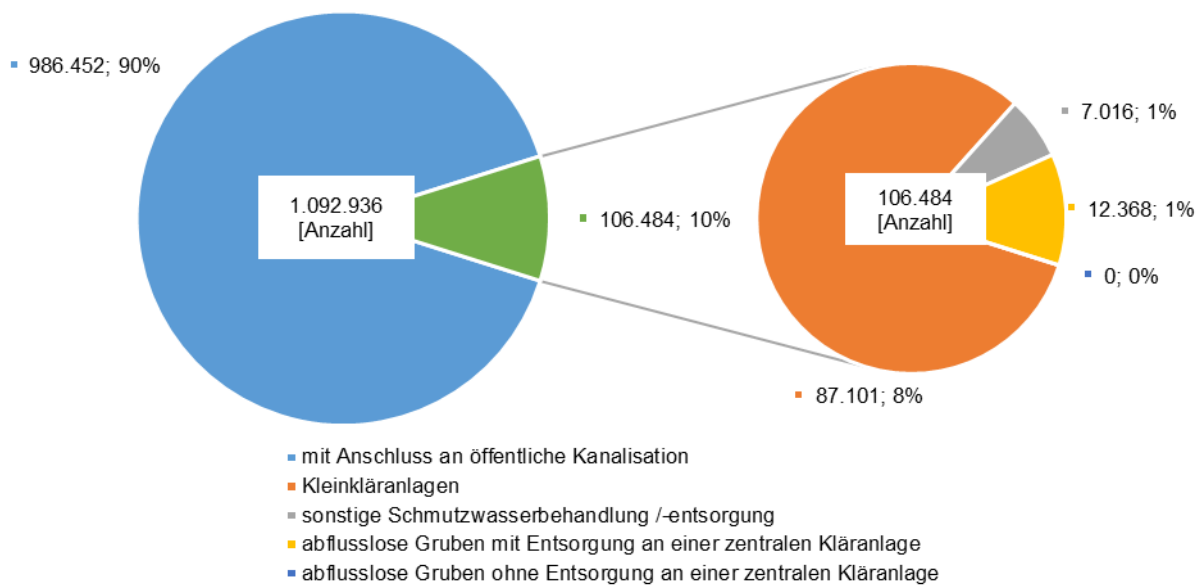 986.452; 90%
1.092.936
[Anzahl]
106.484; 10%
7.016; 1%
106.484
[Anzahl]
12.368; 1%
0; 0%
87.101; 8%
mit Anschluss an öffentliche Kanalisation
Kleinkläranlagen
sonstige Schmutzwasserbehandlung /-entsorgung
abflusslose Gruben mit Entsorgung an einer zentralen Kläranlage
abflusslose Gruben ohne Entsorgung an einer zentralen Kläranlage